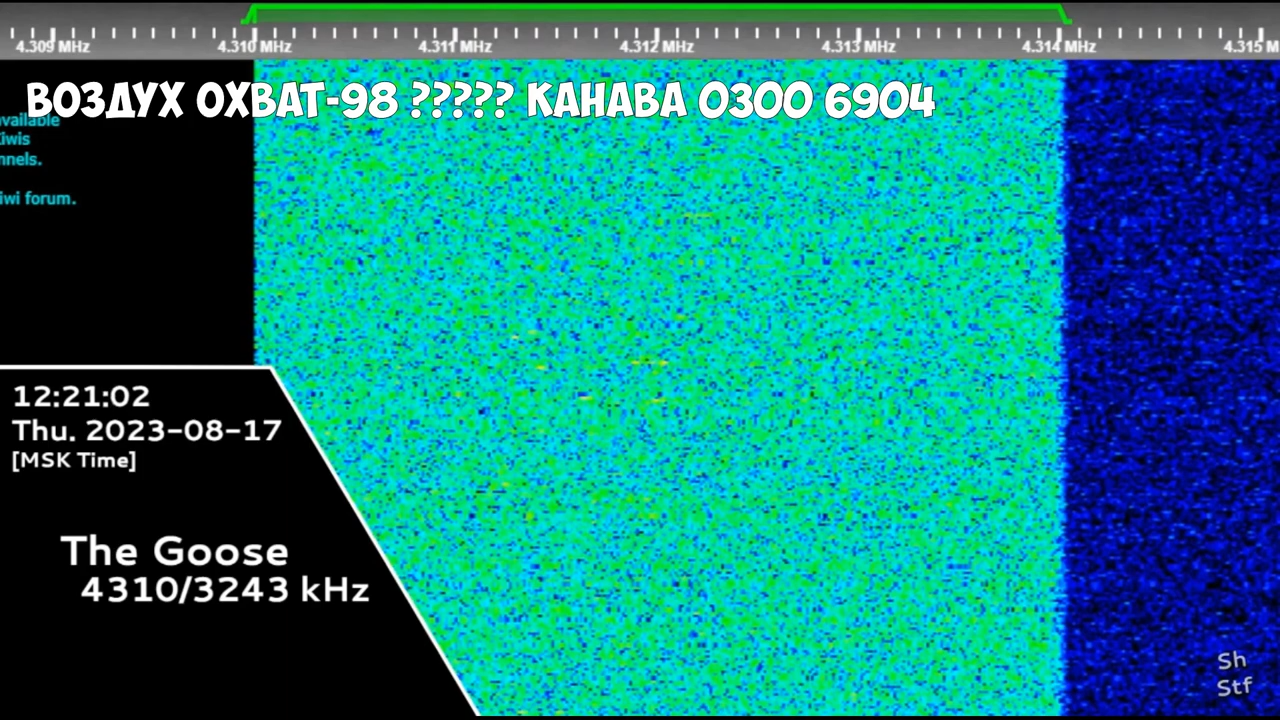 4.309 MHz 4.310 MHz 4.311 MHz 4.312 MHz 4.313 MHz 4.314 MHz 4.315 M
ВОЗДУХ ОХВАТ-98 ????? КАНАВА 0300 6904
available
Kiwis
nnels.
iwi forum.
12:21:02
Thu. 2023-08-17
[MSK Time]
The Goose
4310/3243 kHz
Sh
Stf